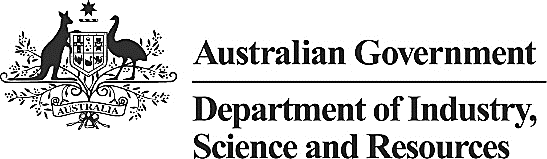 AUSTRALIA
Australian Government
Department of Industry,
Science and Resources